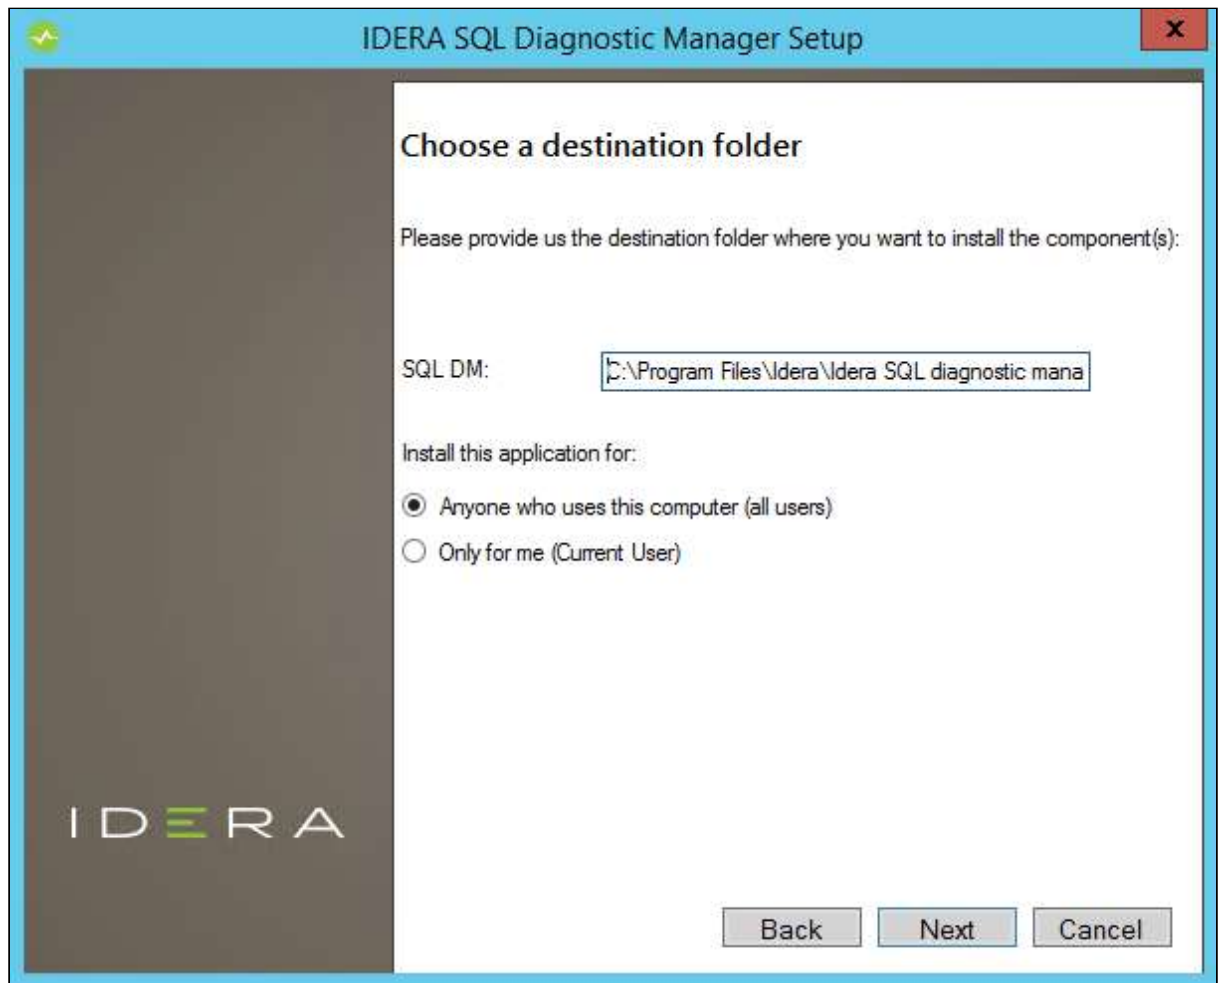 IDERA SQL Diagnostic Manager Setup
x
Choose a destination folder
Please provide us the destination folder where you want to install the component(s):
SQL DM:
C:\Program Files\Idera\Idera SQL diagnostic mana
Install this application for:
Anyone who uses this computer (all users)
Only for me (Current User)
IDERA
Back
Next
Cancel